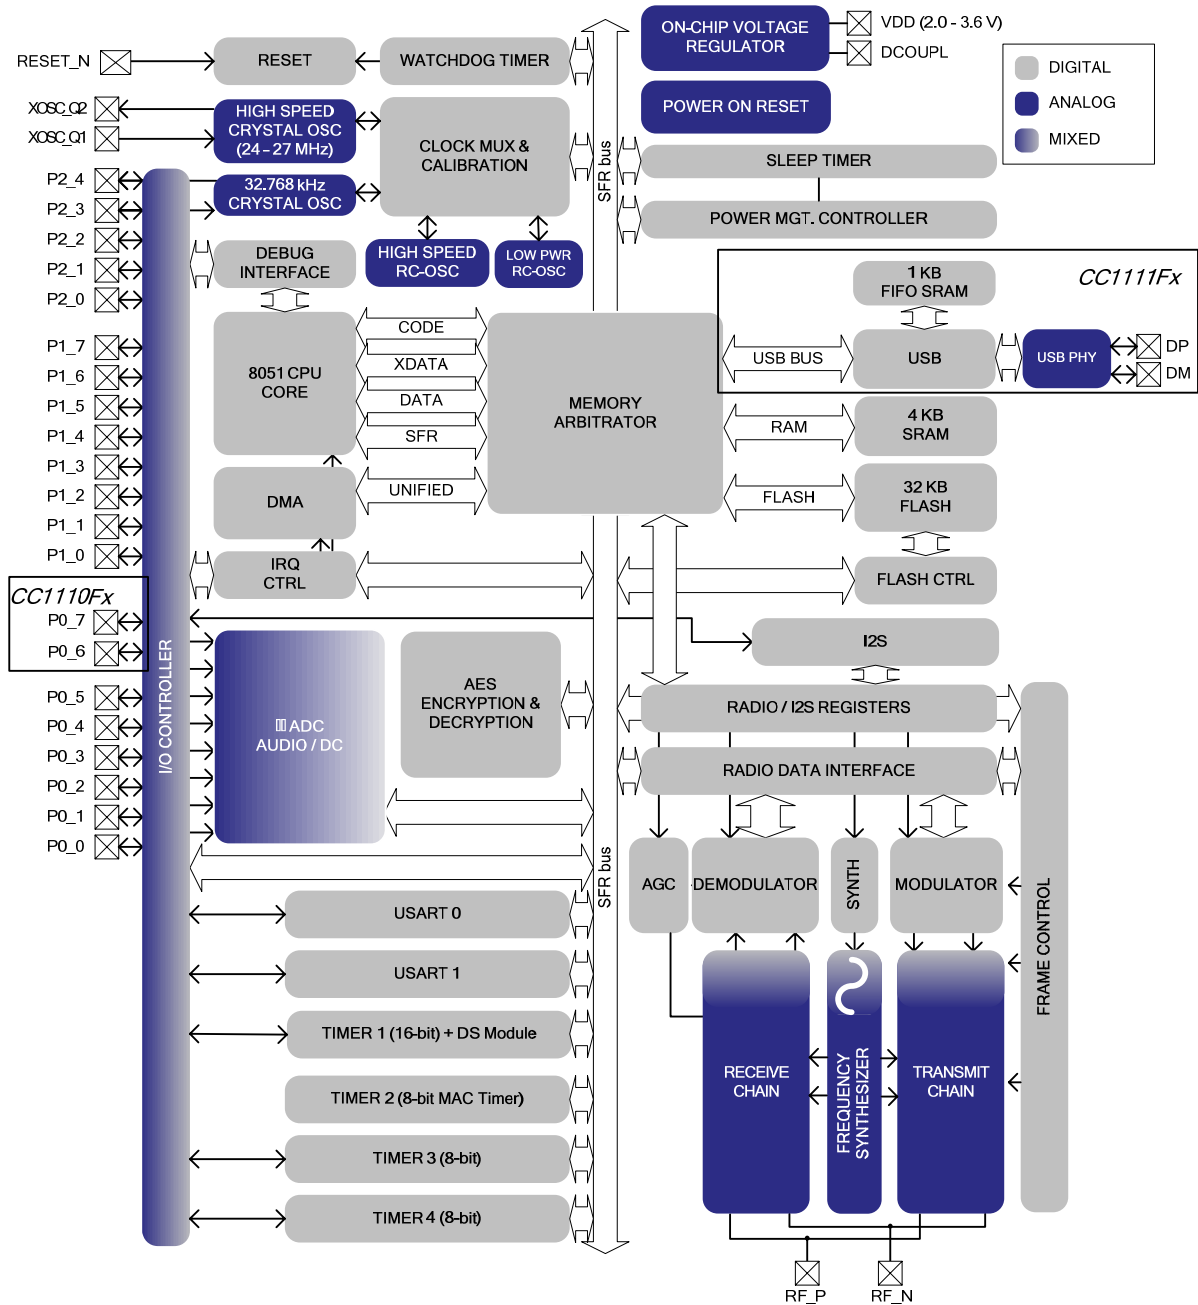 RESET_N
XOSC_Q2
XOSC_Q1
P2_4
P2_3
P2_2
P2_1
P2_0
P1_7
P1_6
P1_5
P1_4
P1_3
P1_2
P1_1
P1_0
CC1110Fx
P0_7
P0_6
P0_5
P0_4
P0_3
P0_2
P0_1
P0_0
I/O CONTROLLER
RESET
WATCHDOG TIMER
HIGH SPEED
CRYSTAL OSC
(24 – 27 MHz)
CLOCK MUX &
CALIBRATION
32.768 kHz
CRYSTAL OSC
DEBUG
INTERFACE
HIGH SPEED
RC-OSC
LOW PWR
RC-OSC
8051 CPU
CORE
CODE
XDATA
DATA
SFR
DMA
UNIFIED
IRQ
CTRL
MEMORY
ARBITRATOR
ADC
AUDIO / DC
AES
ENCRYPTION &
DECRYPTION
USART 0
USART 1
TIMER 1 (16-bit) + DS Module
TIMER 2 (8-bit MAC Timer)
TIMER 3 (8-bit)
TIMER 4 (8-bit)
SFR bus
SFR bus
ON-CHIP VOLTAGE
REGULATOR
VDD (2.0 - 3.6 V)
DCOUPL
POWER ON RESET
DIGITAL
ANALOG
MIXED
SLEEP TIMER
POWER MGT. CONTROLLER
CC1111Fx
1 KB
FIFO SRAM
USB BUS
USB
USB PHY
DP
DM
RAM
4 KB
SRAM
FLASH
32 KB
FLASH
FLASH CTRL
I2S
RADIO / I2S REGISTERS
RADIO DATA INTERFACE
AGC
DEMODULATOR
SYNTH
MODULATOR
FRAME CONTROL
RECEIVE
CHAIN
FREQUENCY
SYNTHESIZER
TRANSMIT
CHAIN
RF_P
RF_N